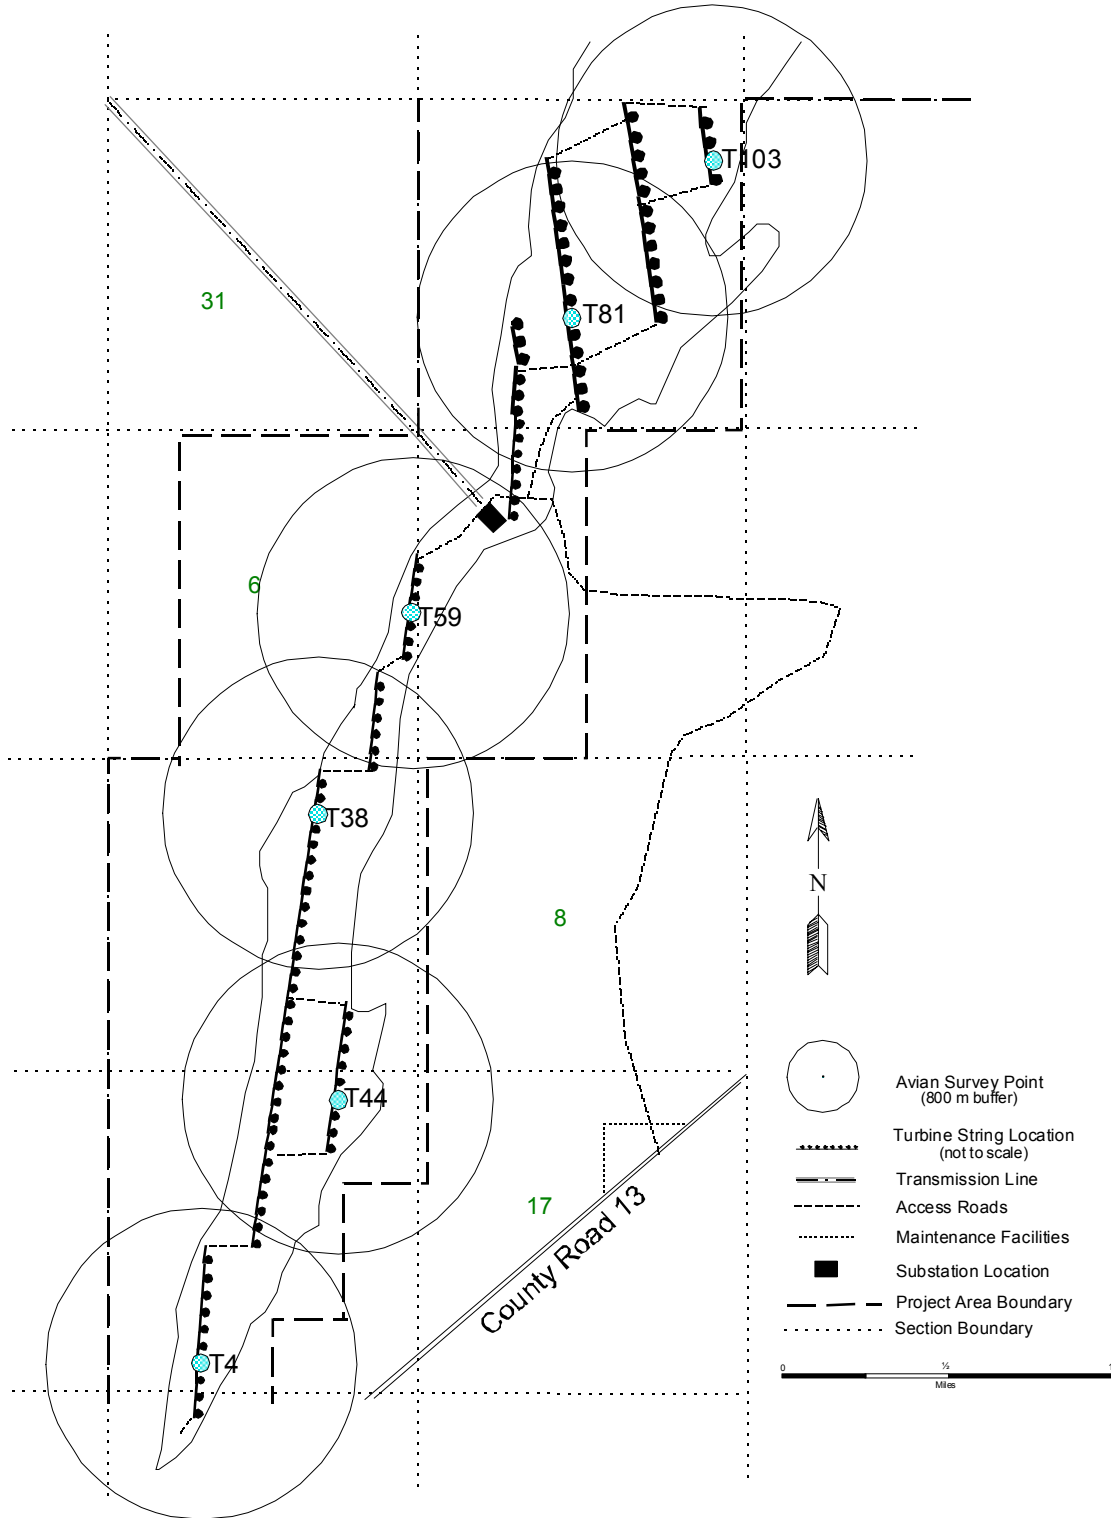 T103
31
T81
6
T59
T38
N
8
T44
Avian Survey Point
(800 m buffer)
Turbine String Location
(not to scale)
Transmission Line
Access Roads
Maintenance Facilities
Substation Location
Project Area Boundary
Section Boundary
17
County Road 13
T4
0 ½ 1
Miles